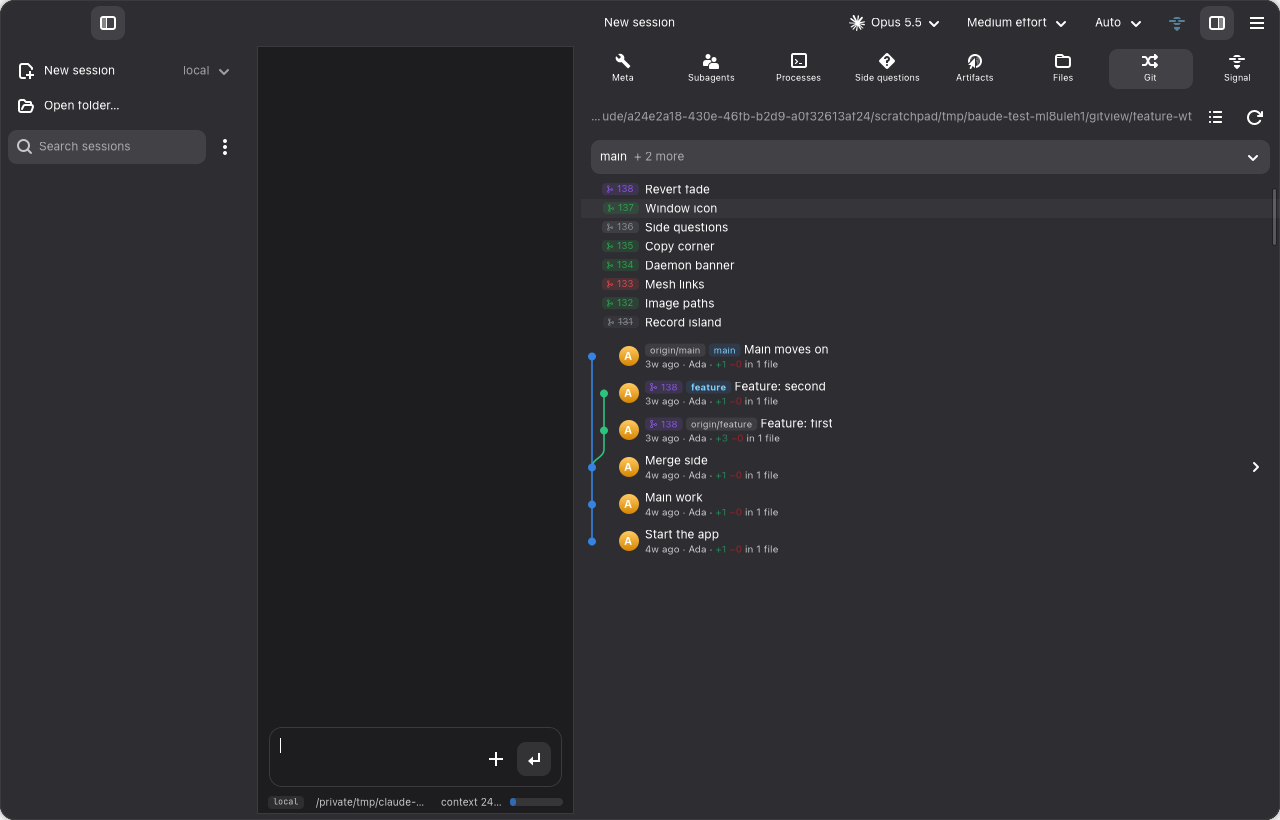 New session
Opus 5.5
Medium effort
Auto
New session
local
Open folder...
Search sessions
Meta
Subagents
Processes
Side questions
Artifacts
Files
Git
Signal
...ude/a24e2a18-430e-46fb-b2d9-a0f32613af24/scratchpad/tmp/baude-test-ml8uleh1/gitview/feature-wt
main + 2 more
138 Revert fade
137 Window icon
136 Side questions
135 Copy corner
134 Daemon banner
133 Mesh links
132 Image paths
131 Record island
A origin/main main Main moves on
3w ago · Ada · +1 −0 in 1 file
A 138 feature Feature: second
3w ago · Ada · +1 −0 in 1 file
A 138 origin/feature Feature: first
3w ago · Ada · +3 −0 in 1 file
A Merge side
4w ago · Ada · +1 −0 in 1 file
A Main work
4w ago · Ada · +1 −0 in 1 file
A Start the app
4w ago · Ada · +1 −0 in 1 file
local /private/tmp/claude-... context 24...